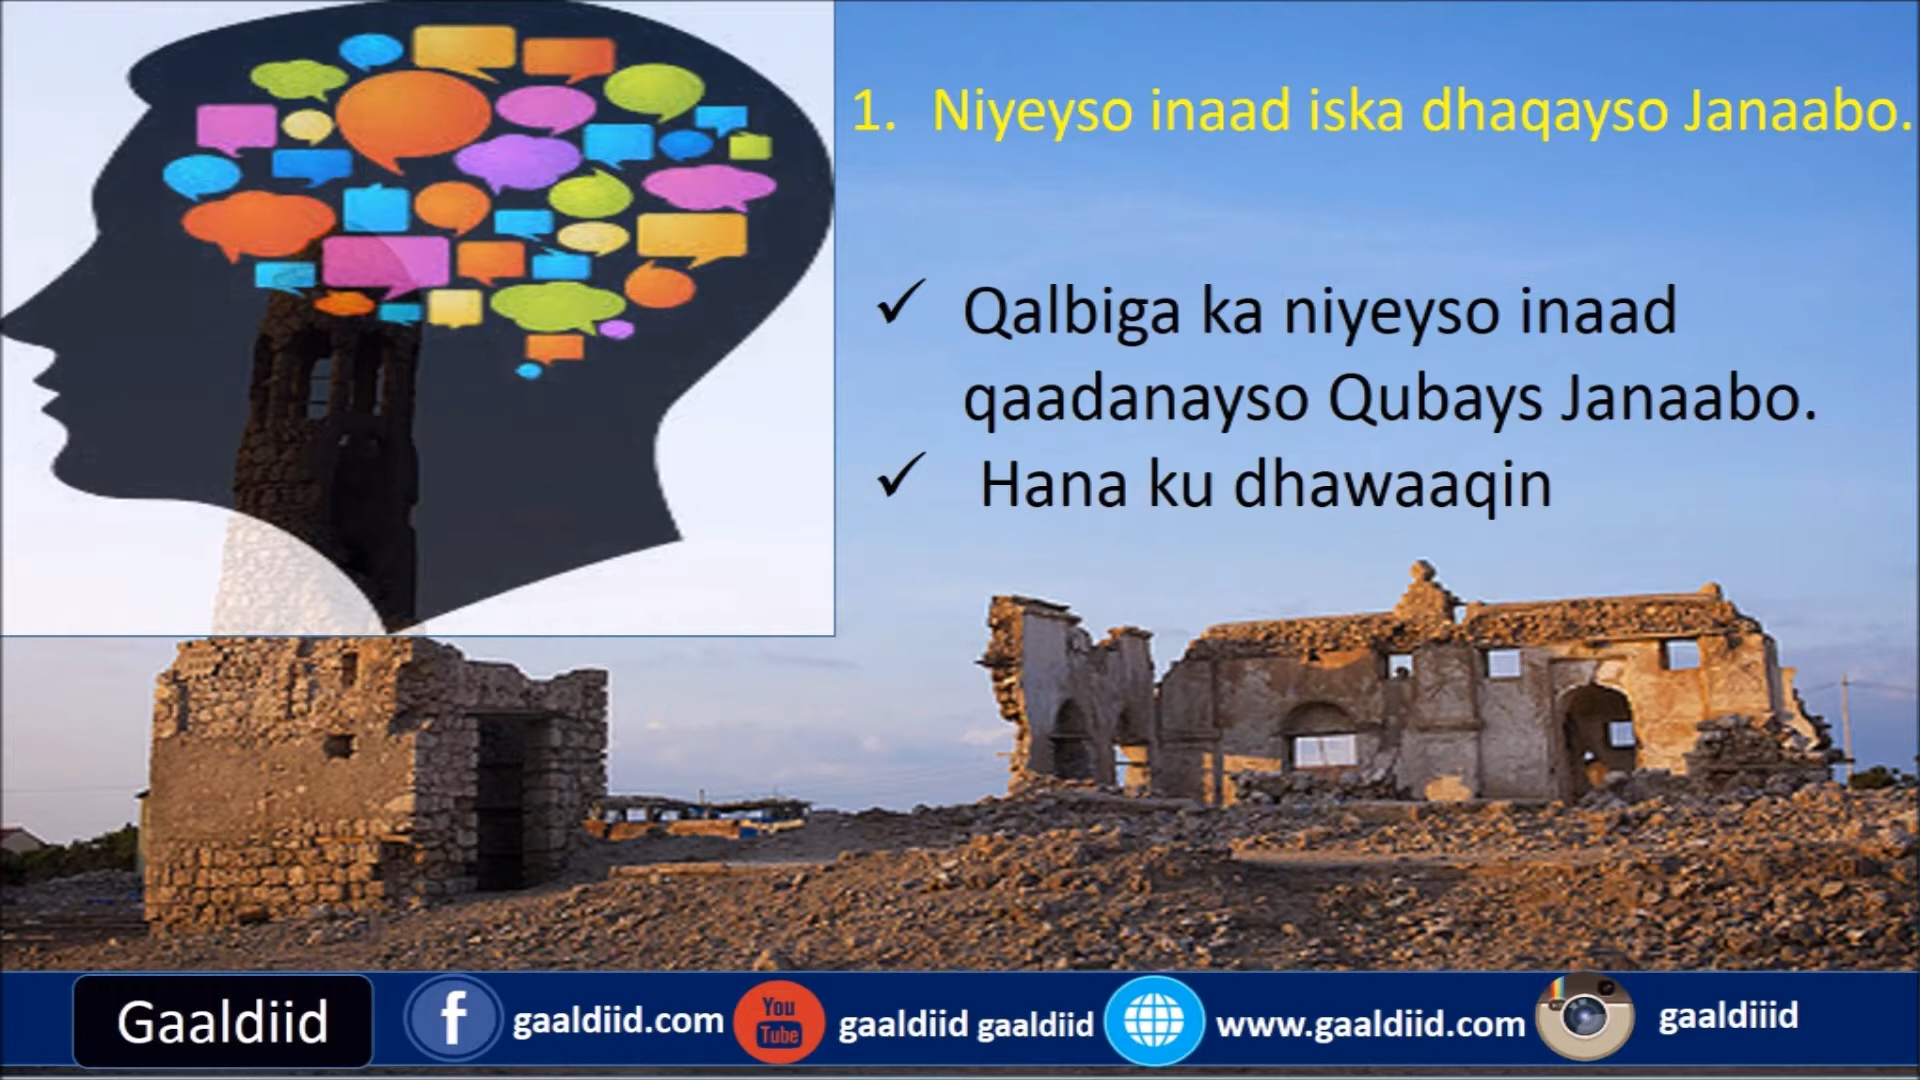 1. Niyeyso inaad iska dhaqayso Janaabo.
✓ Qalbiga ka niyeyso inaad
qaadanayso Qubays Janaabo.
✓ Hana ku dhawaaqin
Gaaldiid
f gaaldiid.com
You Tube gaaldiid gaaldiid
www.gaaldiid.com
gaaldiiid